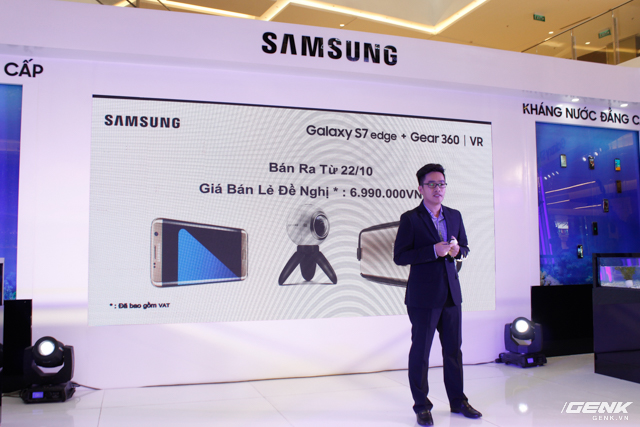 SAMSUNG
CẤP
KHÁNG NƯỚC ĐẲNG C
SAMSUNG
Galaxy S7 edge + Gear 360 | VR
Bán Ra Từ 22/10
Giá Bán Lẻ Đề Nghị * : 6.990.000VN
* : Đã bao gồm VAT
GENK
GENK.VN